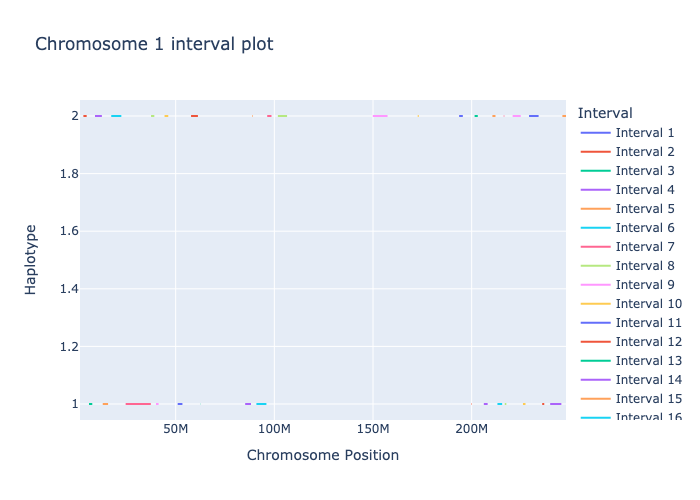 Chromosome 1 interval plot
Interval
Interval 1
Interval 2
Interval 3
Interval 4
Interval 5
Interval 6
Interval 7
Interval 8
Interval 9
Interval 10
Interval 11
Interval 12
Interval 13
Interval 14
Interval 15
Interval 16
Haplotype
2
1.8
1.6
1.4
1.2
1
50M
100M
150M
200M
Chromosome Position